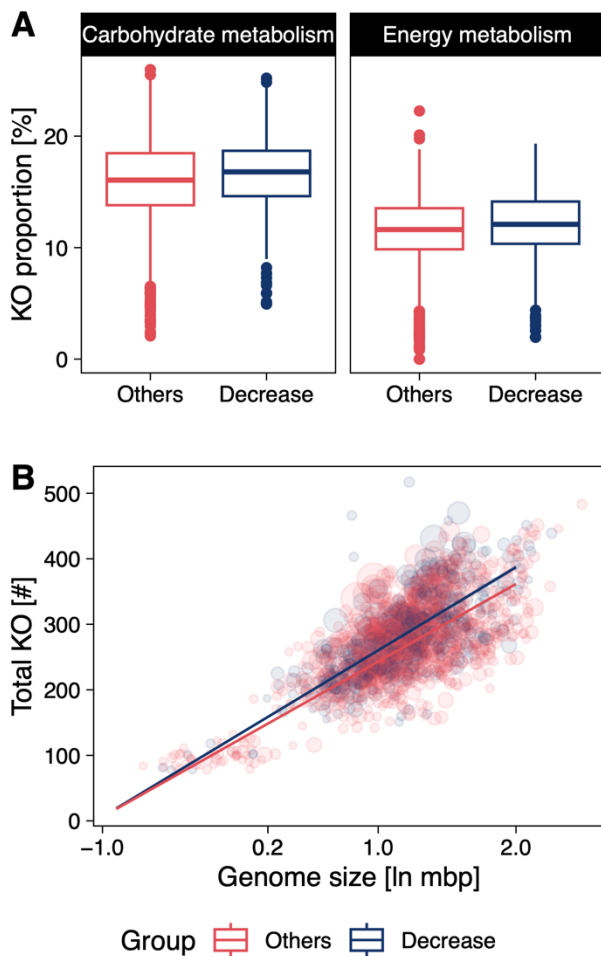 A
Carbohydrate metabolism
Energy metabolism
KO proportion [%]
20
10
0
Others
Decrease
Others
Decrease
B
Total KO [#]
500
400
300
200
100
0
−1.0
0.2
1.0
2.0
Genome size [ln mbp]
Group
Others
Decrease